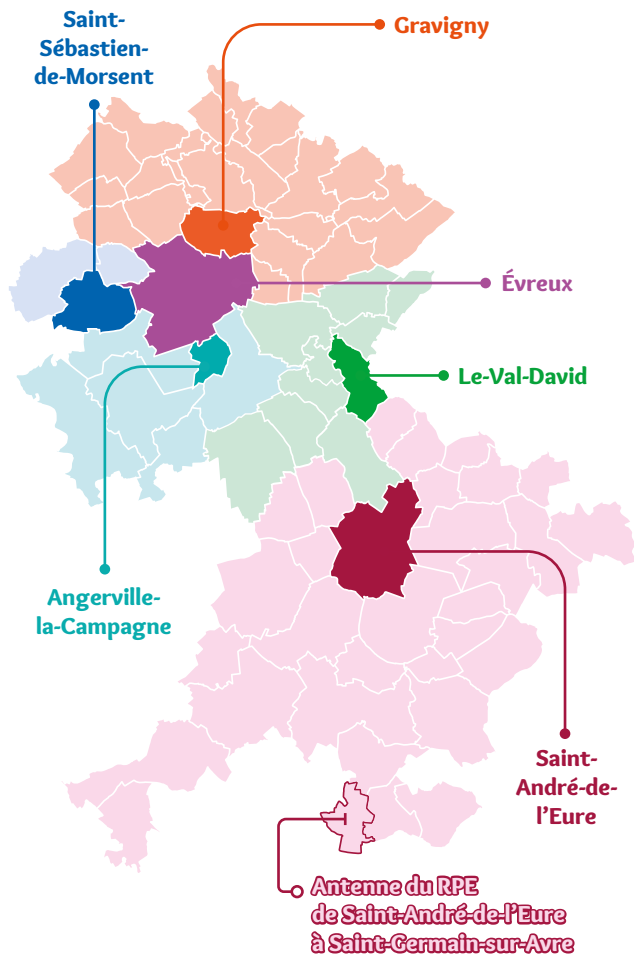 Saint-
Sébastien-
de-Morsent
Gravigny
Évreux
Le-Val-David
Angerville-
la-Campagne
Saint-
André-de-
l'Eure
Antenne du RPE
de Saint-André-de-l'Eure
à Saint-Germain-sur-Avre